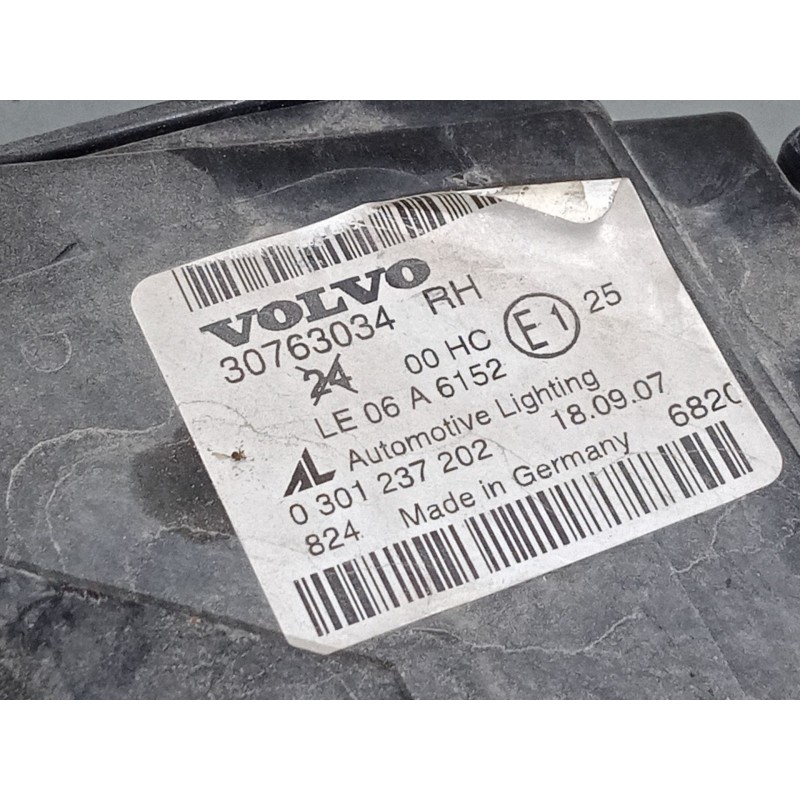 VOLVO
30763034 RH
24 00 HC E1 25
LE 06 A 6152
AL Automotive Lighting
0 301 237 202 18.09.07
824 Made in Germany 6820